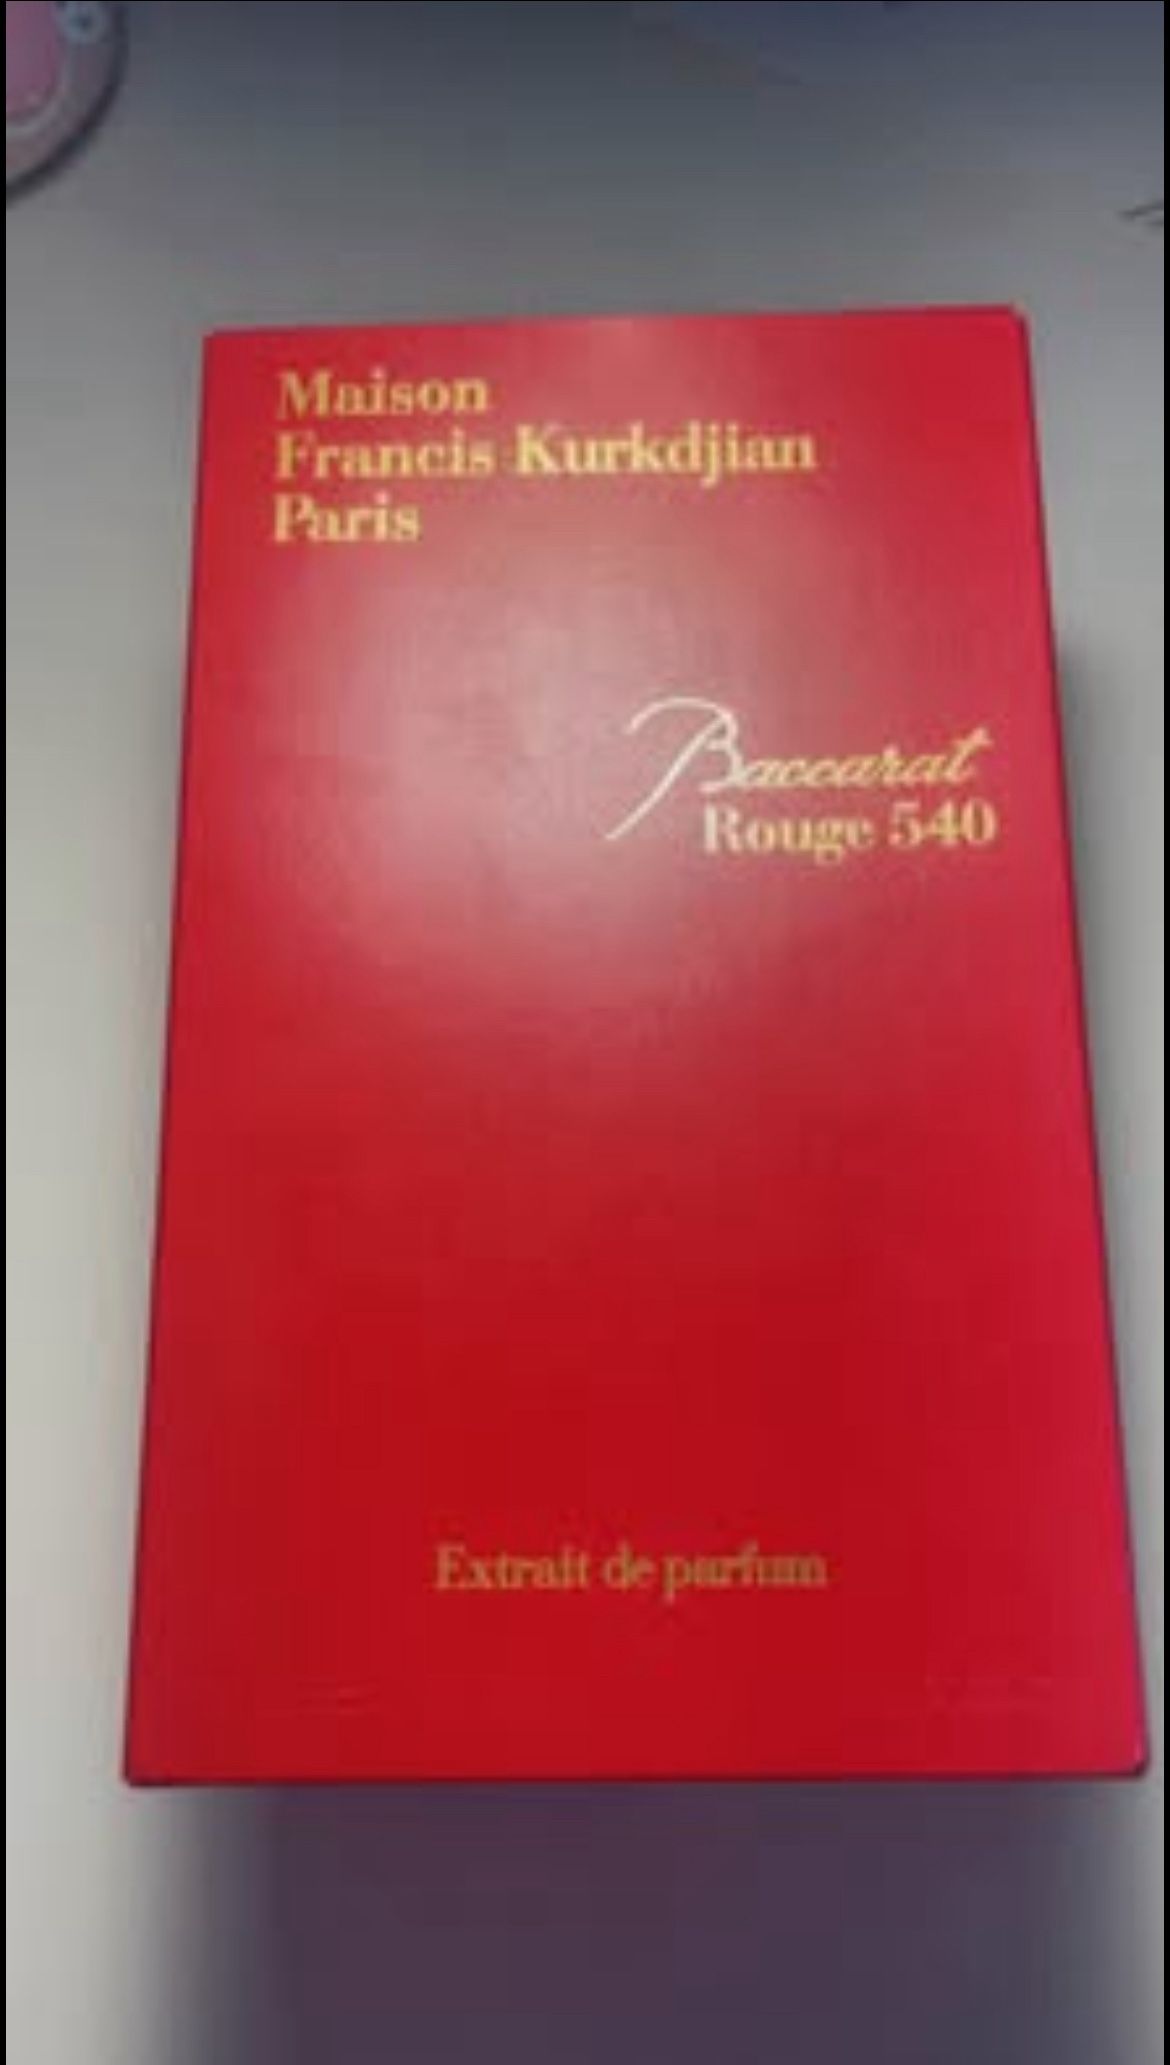 Maison
Francis Kurkdjian
Paris
Baccarat
Rouge 540
Extrait de parfum